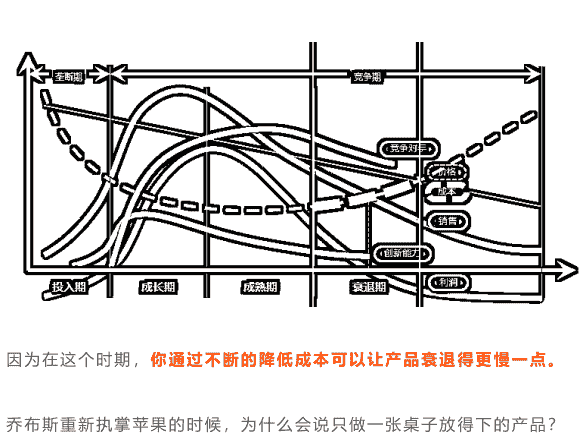 垄断期
竞争期
竞争对手
价格
成本
销售
创新能力
利润
投入期
成长期
成熟期
衰退期
因为在这个时期，你通过不断的降低成本可以让产品衰退得更慢一点。
乔布斯重新执掌苹果的时候，为什么会说只做一张桌子放得下的产品？